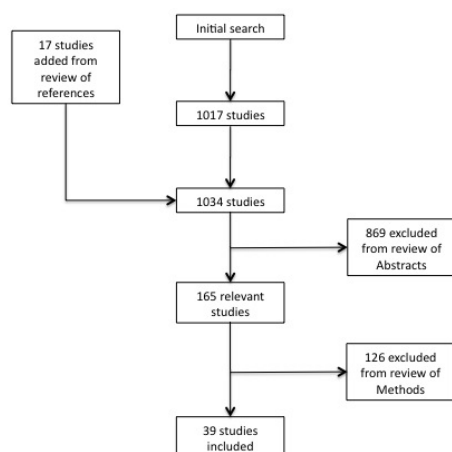 Initial search
17 studies
added from
review of
references
1017 studies
1034 studies
869 excluded
from review of
Abstracts
165 relevant
studies
126 excluded
from review of
Methods
39 studies
included